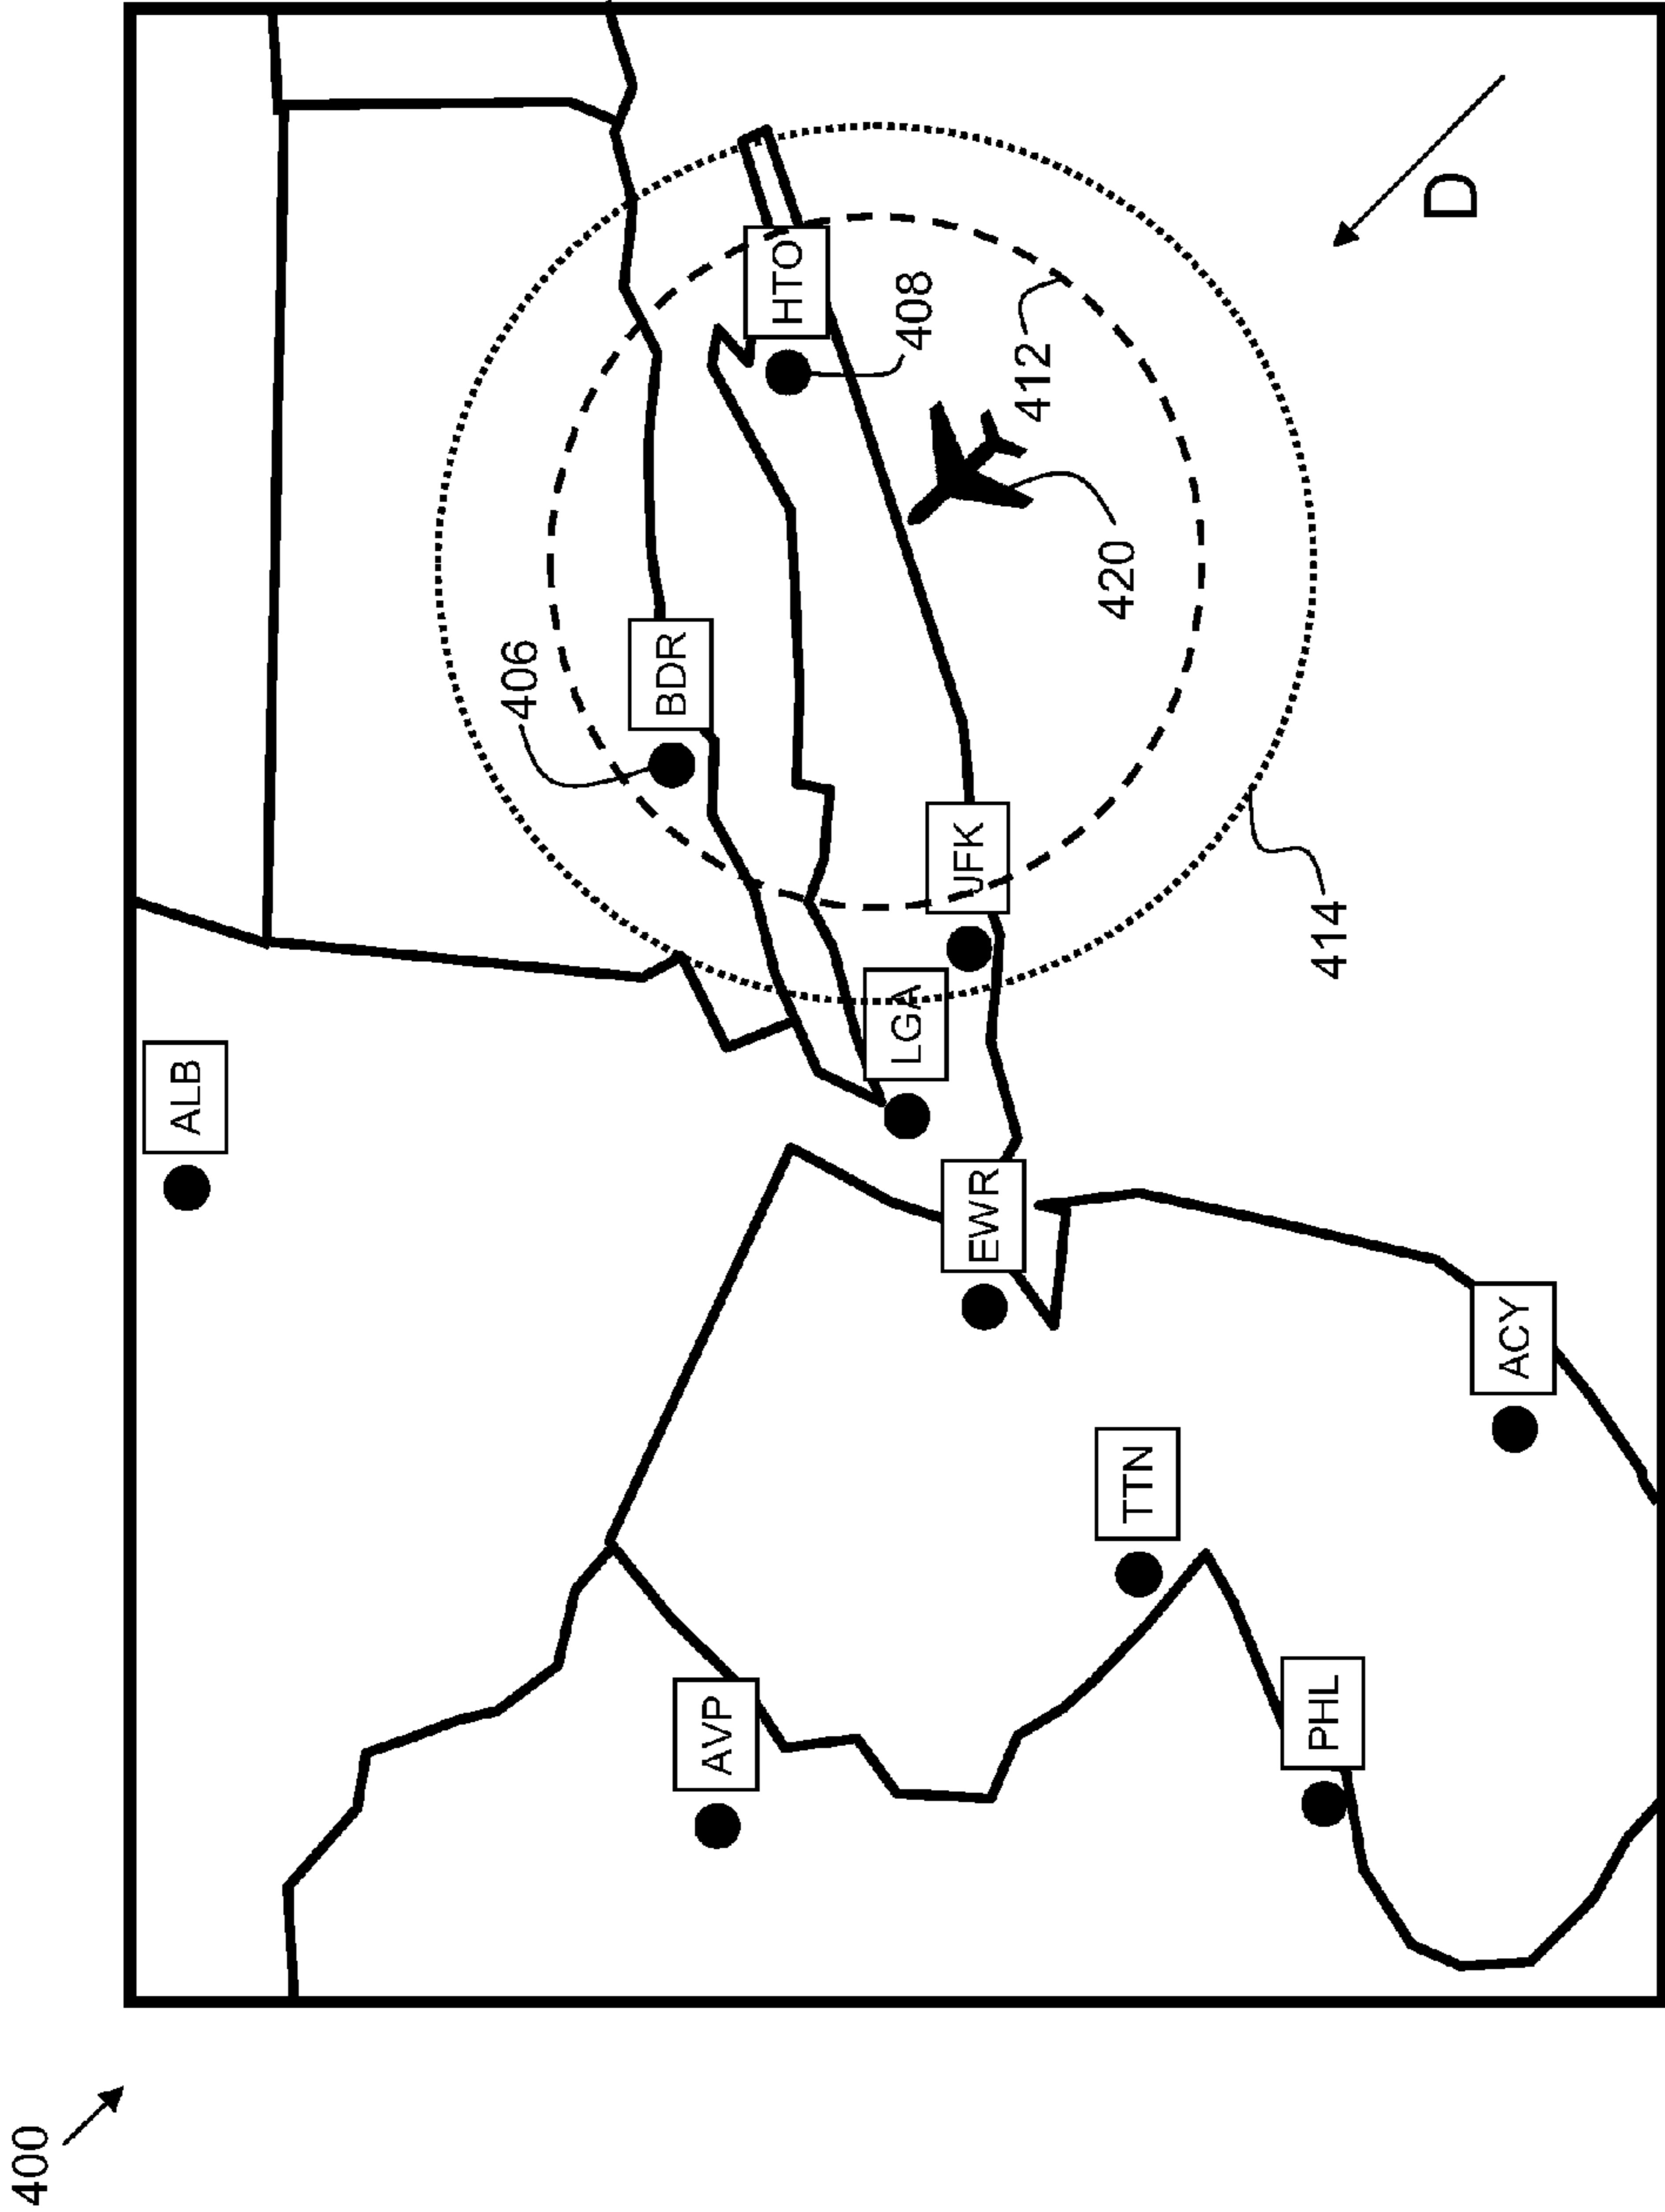 400
ALB
406
BDR
AVP
HTO
LGA
408
JFK
EWR
412
420
TTN
PHL
414
D
ACY